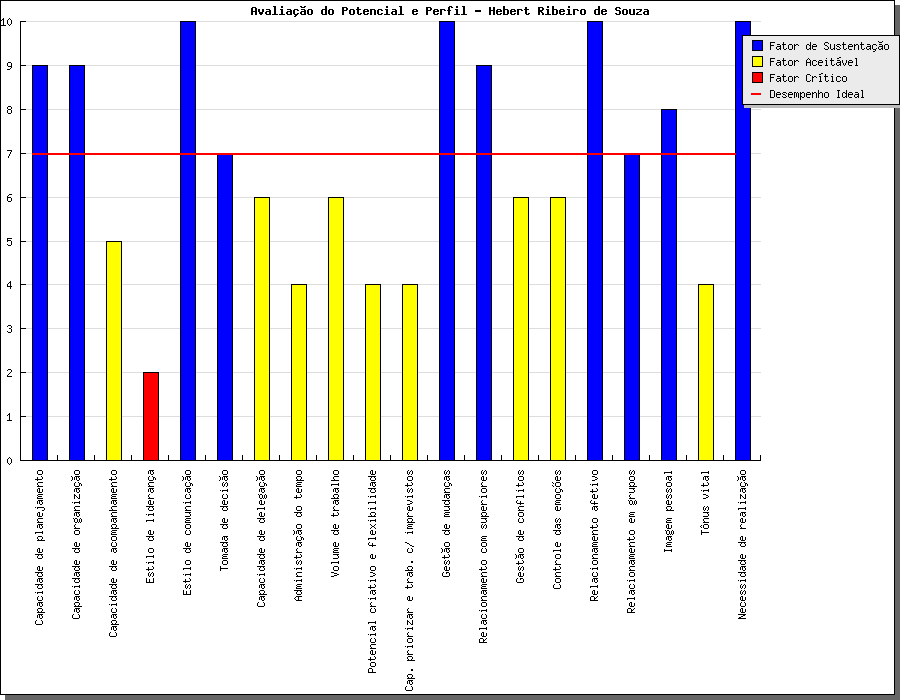 Avaliação do Potencial e Perfil - Hebert Ribeiro de Souza
10
9
8
7
6
5
4
3
2
1
0
Fator de Sustentação
Fator Aceitável
Fator Crítico
Desempenho Ideal
Capacidade de planejamento
Capacidade de organização
Capacidade de acompanhamento
Estilo de liderança
Estilo de comunicação
Tomada de decisão
Capacidade de delegação
Administração do tempo
Volume de trabalho
Potencial criativo e flexibilidade
Cap. priorizar e trab. c/ imprevistos
Gestão de mudanças
Relacionamento com superiores
Gestão de conflitos
Controle das emoções
Relacionamento afetivo
Relacionamento em grupos
Imagem pessoal
Tônus vital
Necessidade de realização